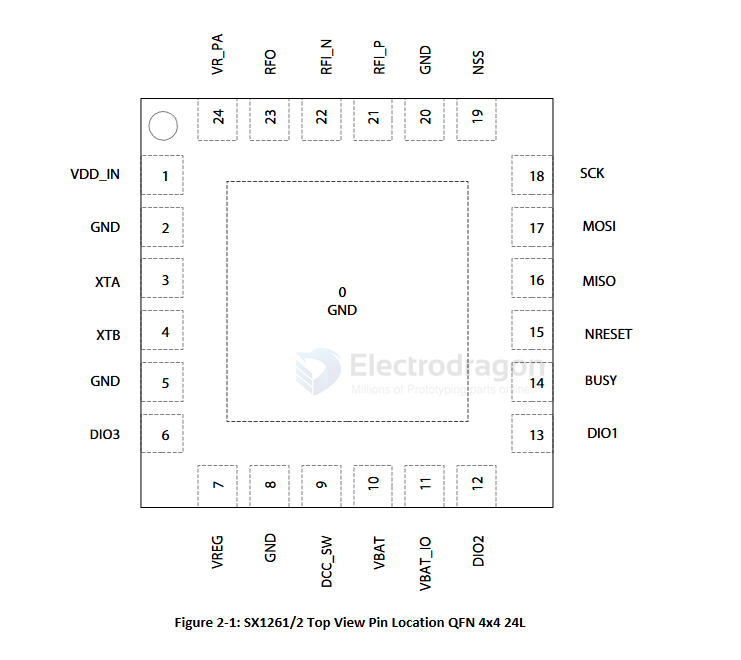 VR_PA
RFO
RFI_N
RFI_P
GND
NSS
24
23
22
21
20
19
VDD_IN 1
18 SCK
GND 2
17 MOSI
XTA 3
16 MISO
XTB 4
15 NRESET
GND 5
14 BUSY
DIO3 6
13 DIO1
0
GND
Electrodragon
Millions of Prototyping parts online!
7
8
9
10
11
12
VREG
GND
DCC_SW
VBAT
VBAT_IO
DIO2
Figure 2-1: SX1261/2 Top View Pin Location QFN 4x4 24L